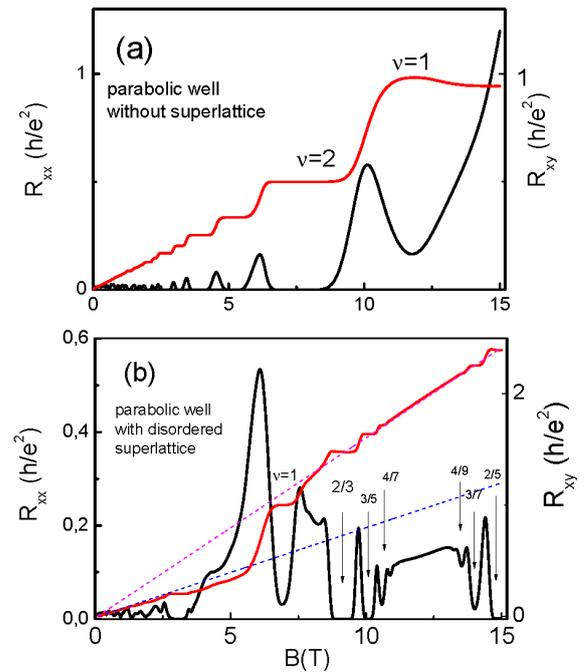 (a)
parabolic well
without superlattice
ν=1
ν=2
1
0
R_xx (h/e²)
1
R_xy (h/e²)
0
5
10
15
(b)
parabolic well
with disordered
superlattice
ν=1
2/3
3/5
4/7
4/9
3/7
2/5
0,6
0,4
0,2
0,0
R_xx (h/e²)
2
0
R_xy (h/e²)
0
5
10
15
B(T)